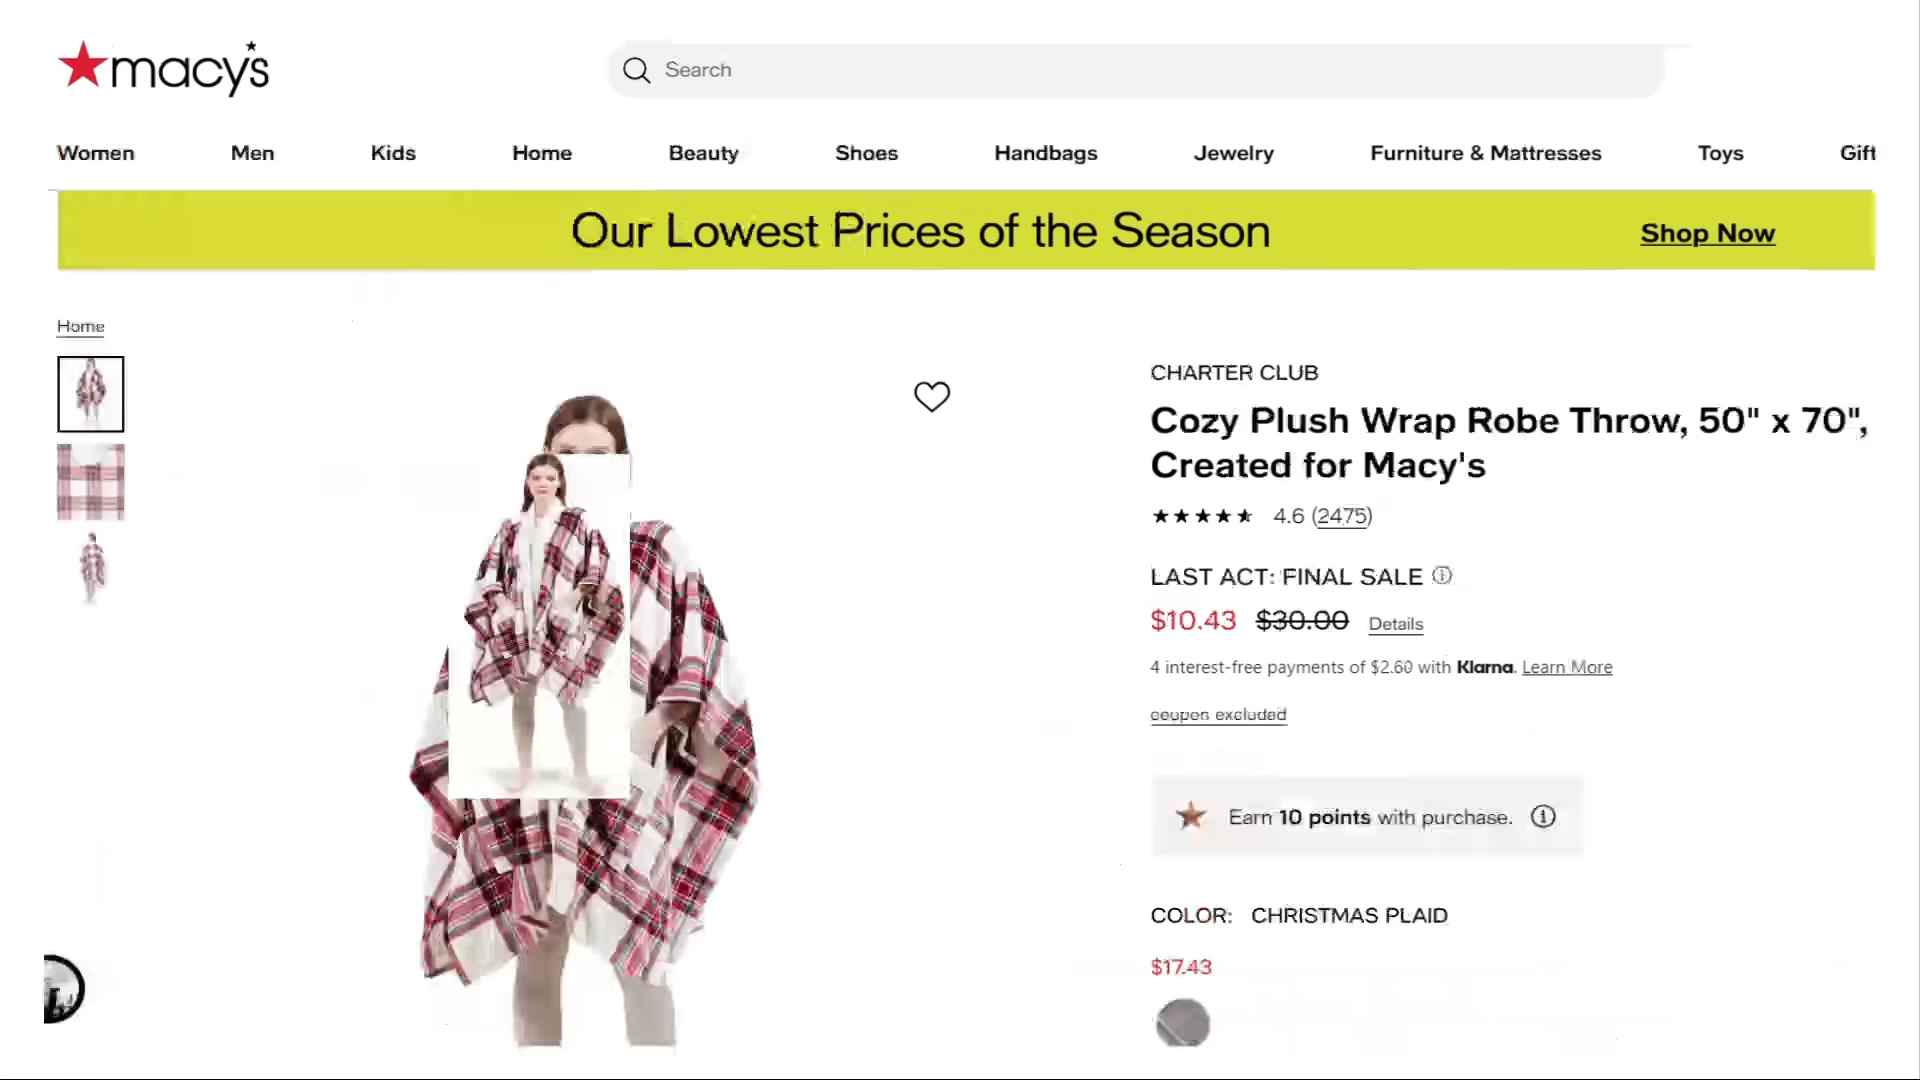 macy's
Search
Women Men Kids Home Beauty Shoes Handbags Jewelry Furniture & Mattresses Toys Gift
Our Lowest Prices of the Season Shop Now
Home
CHARTER CLUB
Cozy Plush Wrap Robe Throw, 50" x 70",
Created for Macy's
4.6 (2475)
LAST ACT: FINAL SALE
$10.43 $30.00 Details
4 interest-free payments of $2.60 with Klarna. Learn More
coupon excluded
Earn 10 points with purchase.
COLOR: CHRISTMAS PLAID
$17.43